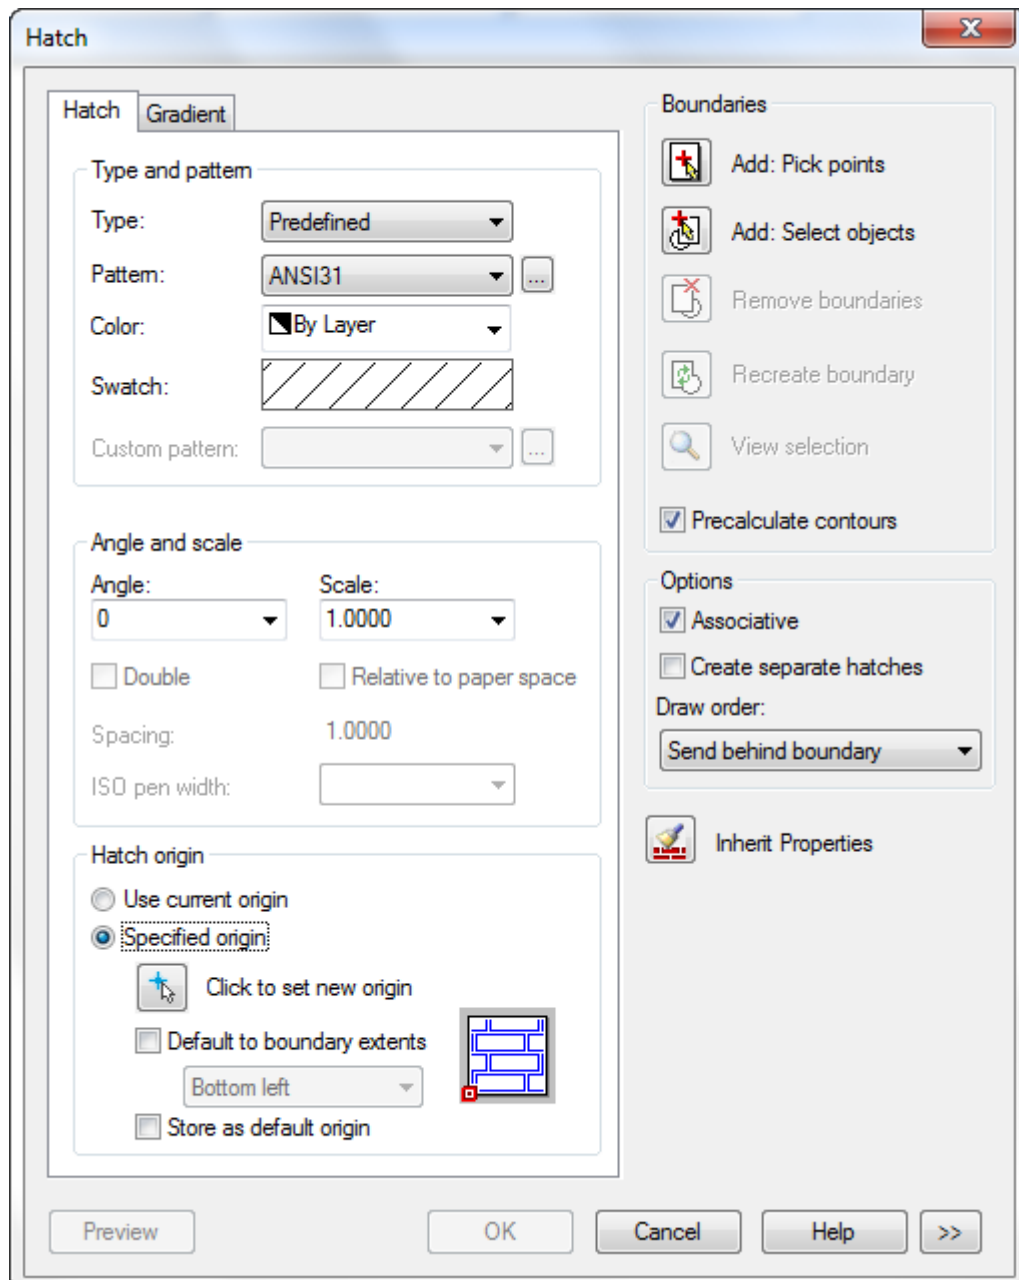 Hatch
Hatch Gradient
Type and pattern
Type: Predefined
Pattern: ANSI31 ...
Color: By Layer
Swatch:
Custom pattern: ...
Angle and scale
Angle: Scale:
0 1.0000
Double Relative to paper space
Spacing: 1.0000
ISO pen width:
Hatch origin
Use current origin
Specified origin
Click to set new origin
Default to boundary extents
Bottom left
Store as default origin
Boundaries
Add: Pick points
Add: Select objects
Remove boundaries
Recreate boundary
View selection
Precalculate contours
Options
Associative
Create separate hatches
Draw order:
Send behind boundary
Inherit Properties
Preview OK Cancel Help >>